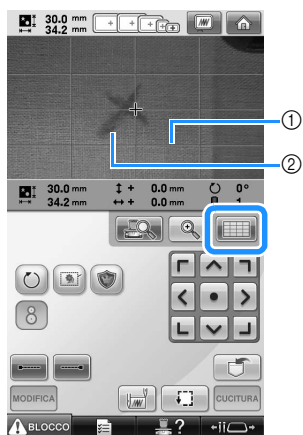 30.0 mm
34.2 mm
①
②
30.0 mm + 0.0 mm 0°
34.2 mm + 0.0 mm 1
8
MODIFICA
CUCITURA
BLOCCO
?